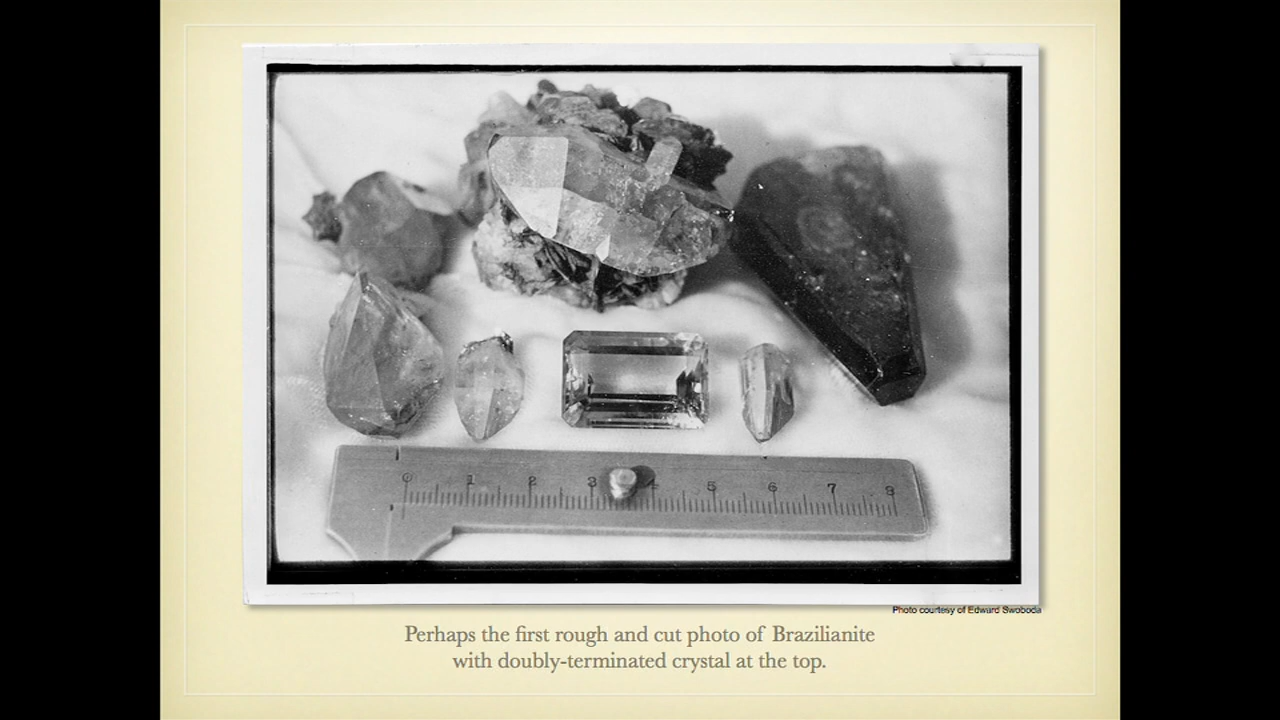 0 1 2 3 4 5 6 7 8
Photo courtesy of Edward Swoboda
Perhaps the first rough and cut photo of Brazilianite
with doubly-terminated crystal at the top.